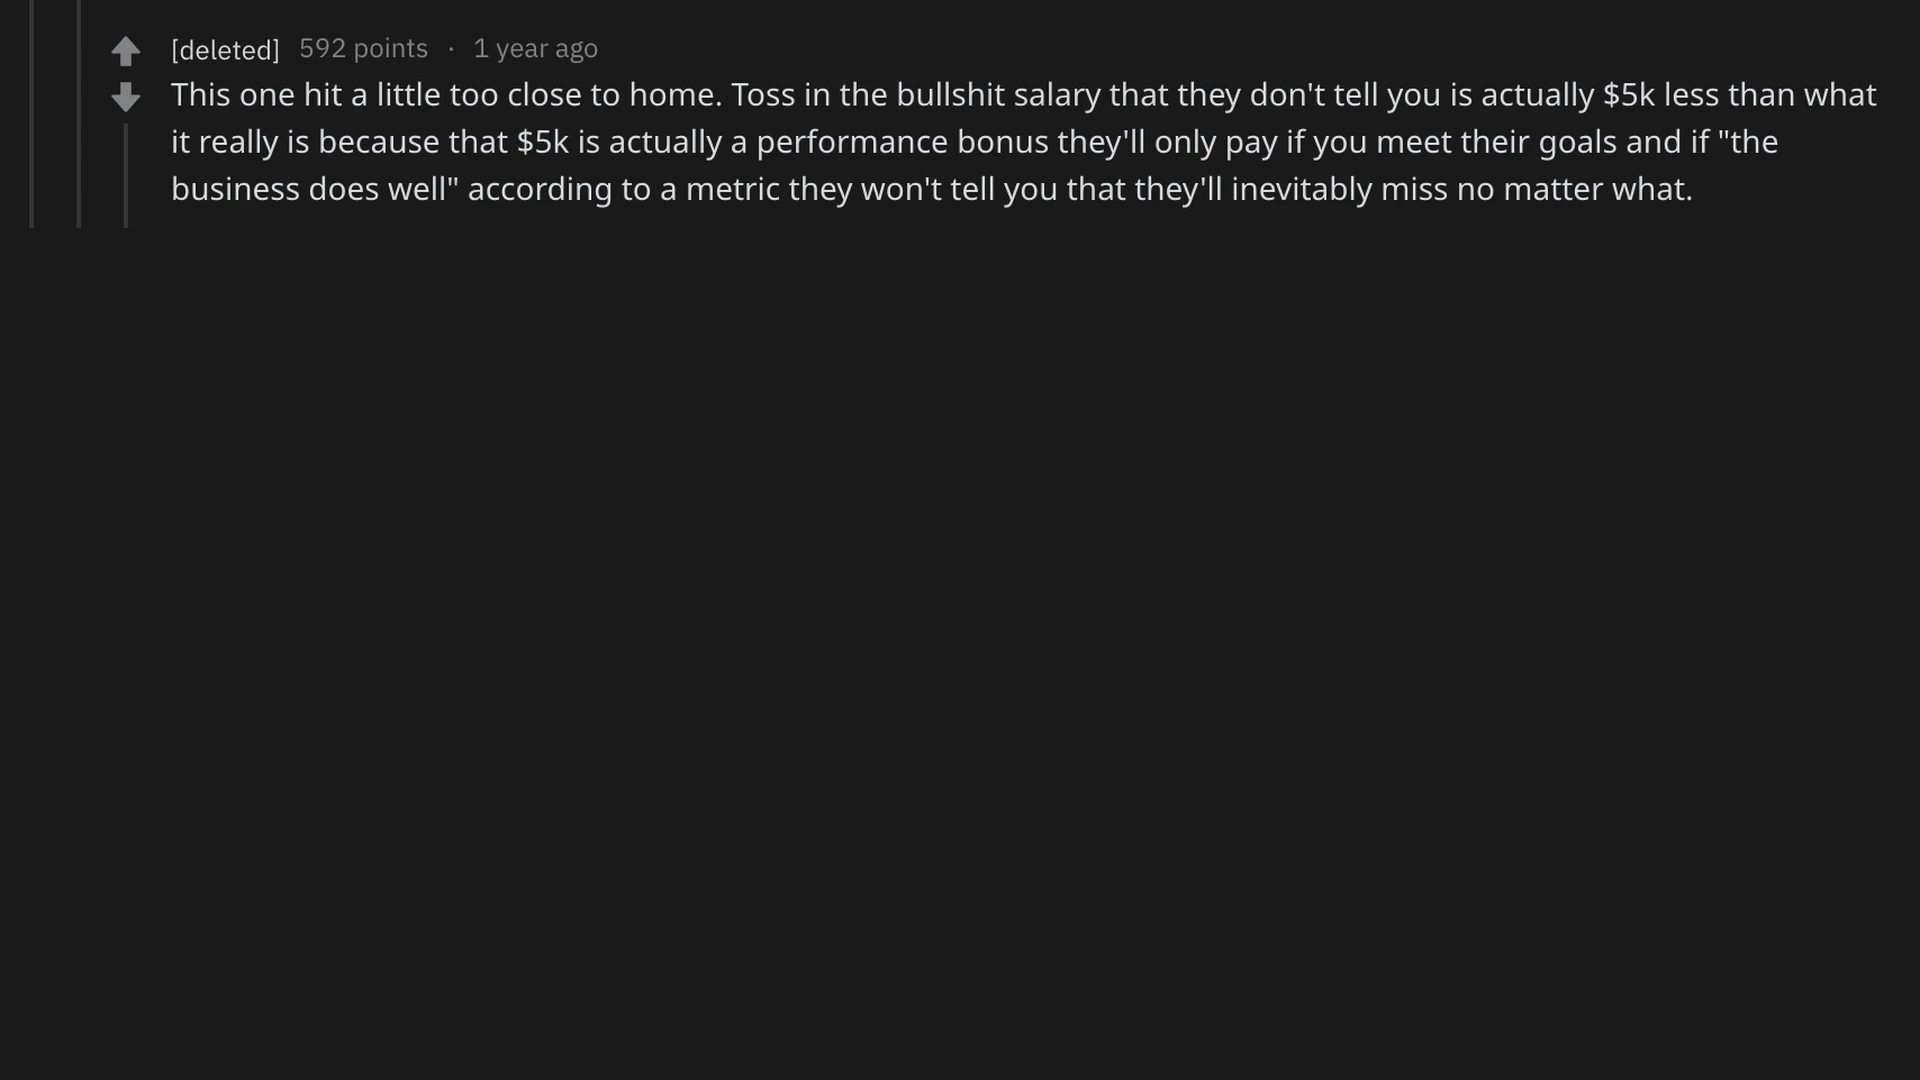 [deleted] 592 points · 1 year ago
This one hit a little too close to home. Toss in the bullshit salary that they don't tell you is actually $5k less than what
it really is because that $5k is actually a performance bonus they'll only pay if you meet their goals and if "the
business does well" according to a metric they won't tell you that they'll inevitably miss no matter what.